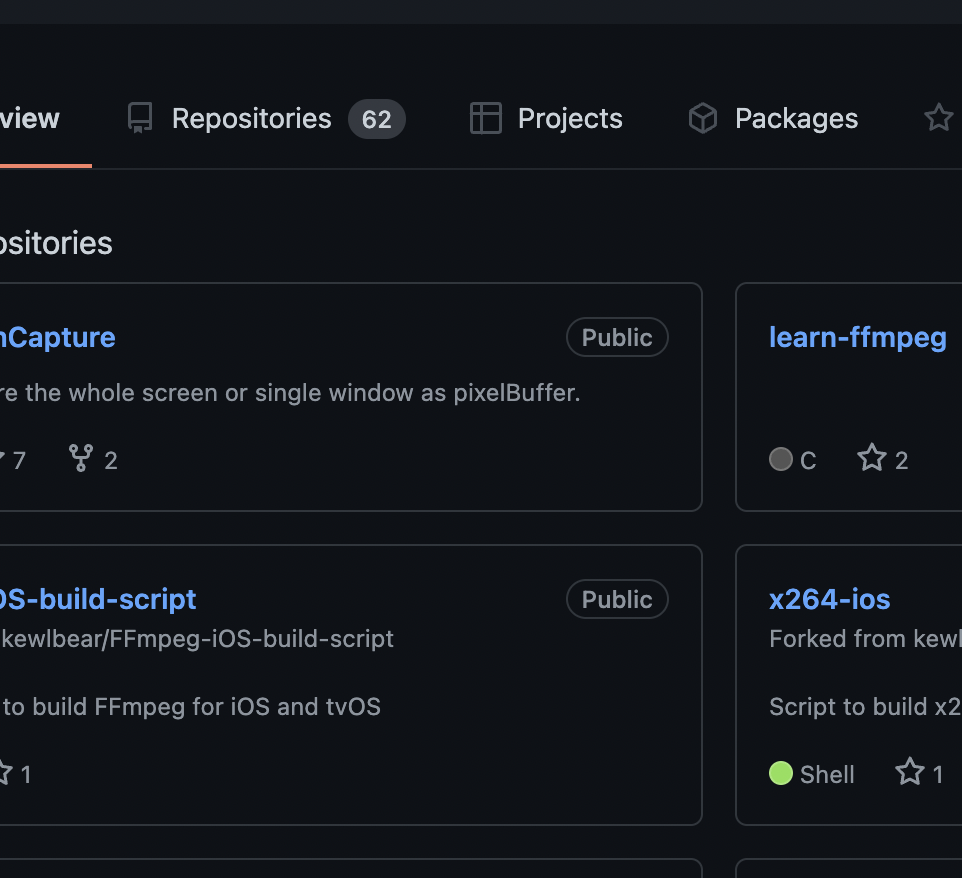 view Repositories 62 Projects Packages
ositories
nCapture Public
re the whole screen or single window as pixelBuffer.
7 2
learn-ffmpeg
C 2
OS-build-script Public
kewlbear/FFmpeg-iOS-build-script
to build FFmpeg for iOS and tvOS
1
x264-ios
Forked from kewl
Script to build x2
Shell 1